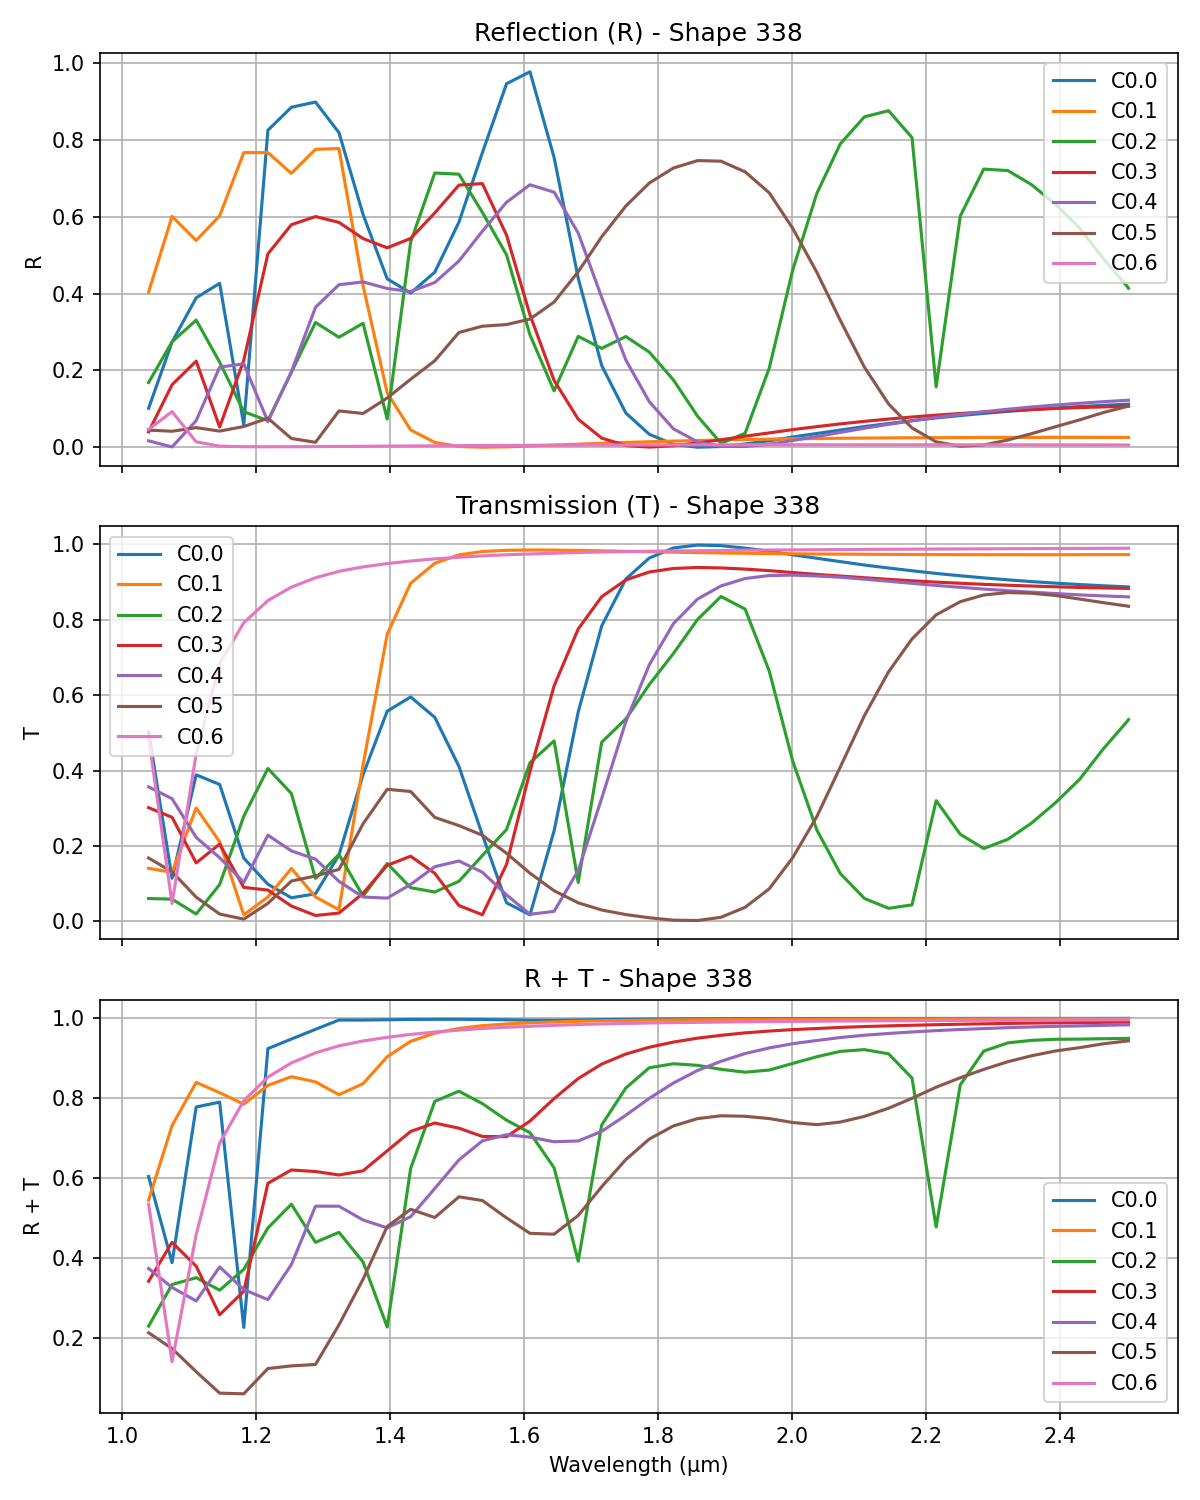 Reflection (R) - Shape 338
1.0
0.8
0.6
0.4
0.2
0.0
R
C0.0
C0.1
C0.2
C0.3
C0.4
C0.5
C0.6
Transmission (T) - Shape 338
1.0
0.8
0.6
0.4
0.2
0.0
T
C0.0
C0.1
C0.2
C0.3
C0.4
C0.5
C0.6
R + T - Shape 338
1.0
0.8
0.6
0.4
0.2
R + T
C0.0
C0.1
C0.2
C0.3
C0.4
C0.5
C0.6
1.0 1.2 1.4 1.6 1.8 2.0 2.2 2.4
Wavelength (μm)